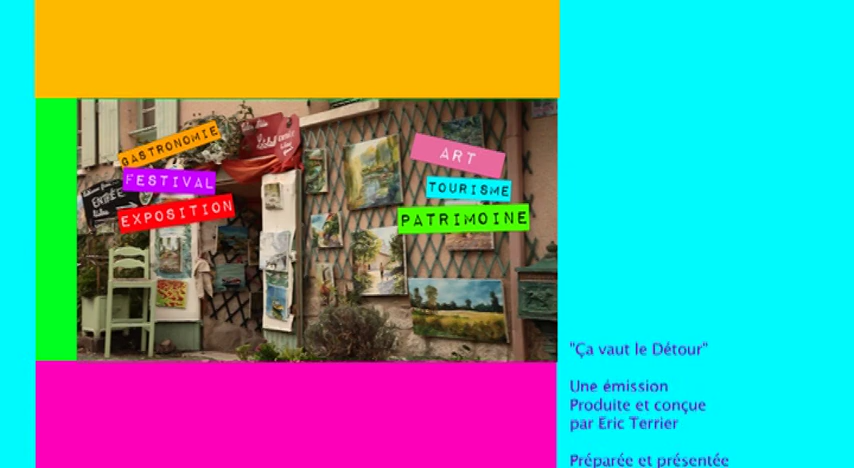 GASTRONOMIE
FESTIVAL
EXPOSITION
ENTRÉE
ART
TOURISME
PATRIMOINE
"Ça vaut le Détour"
Une émission
Produite et conçue
par Eric Terrier
Préparée et présentée